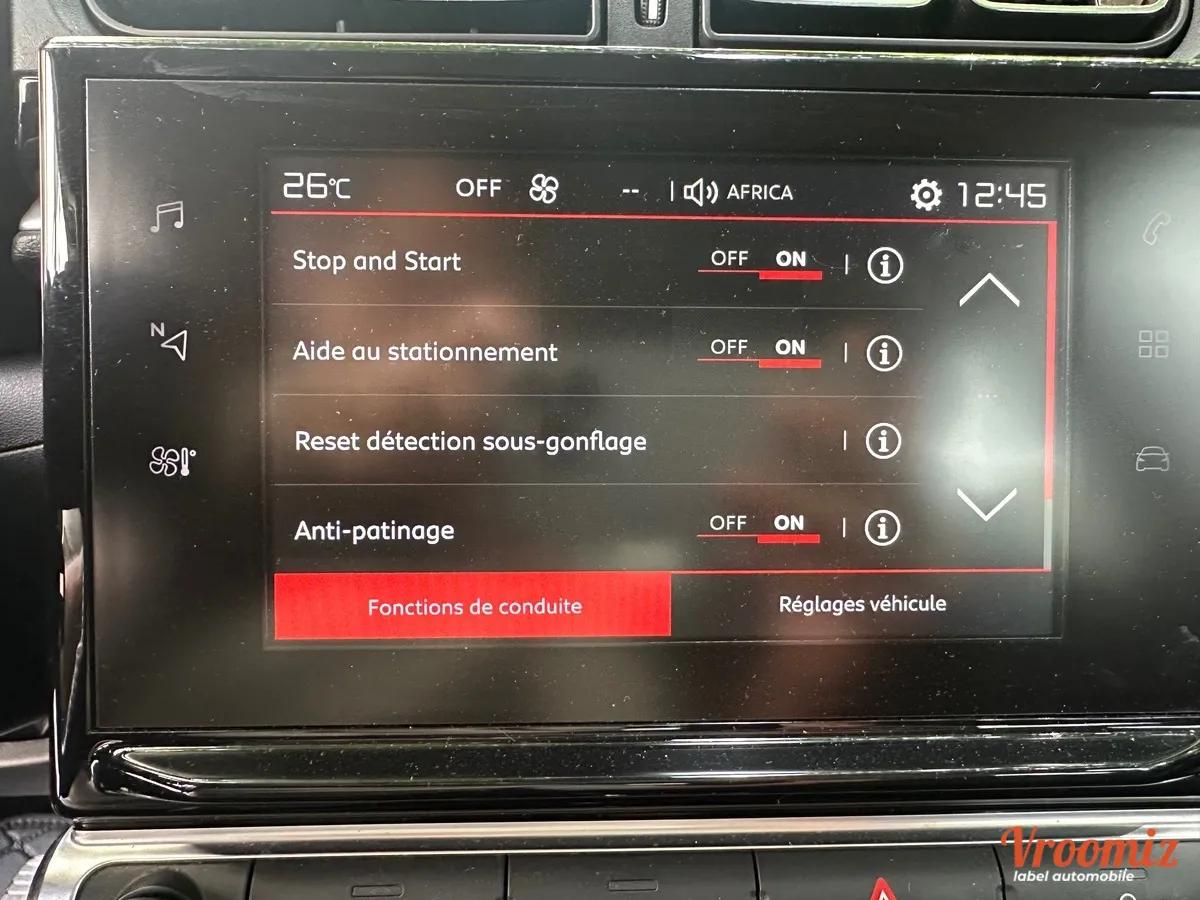 26°C OFF -- AFRICA 12:45
Stop and Start OFF ON
Aide au stationnement OFF ON
Reset détection sous-gonflage
Anti-patinage OFF ON
Fonctions de conduite Réglages véhicule
N
Vroomiz
label automobile